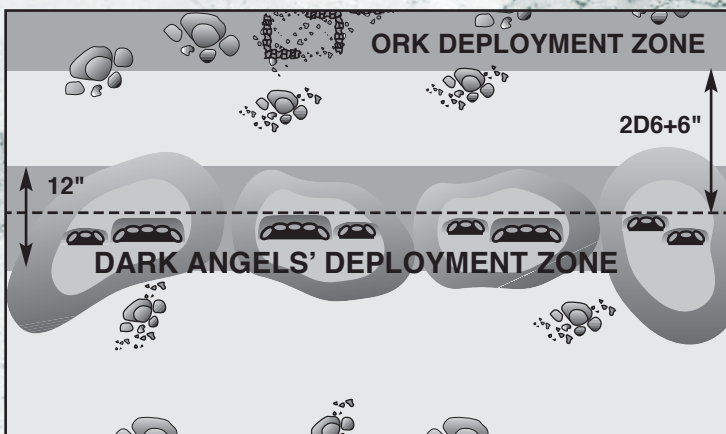 ORK DEPLOYMENT ZONE
2D6+6"
12"
DARK ANGELS’ DEPLOYMENT ZONE